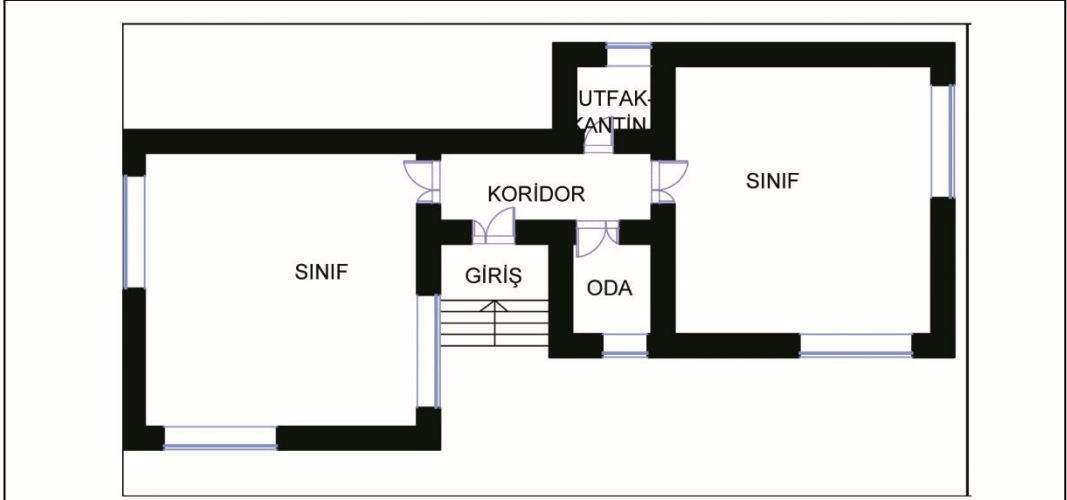 UTFAK-
KANTİN
SINIF
KORİDOR
SINIF
GİRİŞ
ODA